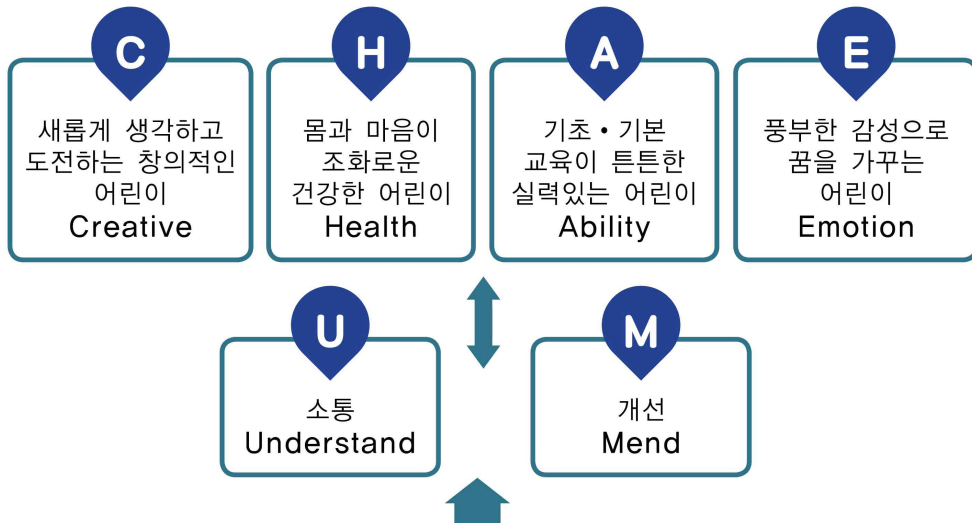 C
새롭게 생각하고
도전하는 창의적인
어린이
Creative
H
몸과 마음이
조화로운
건강한 어린이
Health
A
기초・기본
교육이 튼튼한
실력있는 어린이
Ability
E
풍부한 감성으로
꿈을 가꾸는
어린이
Emotion
U
소통
Understand
M
개선
Mend